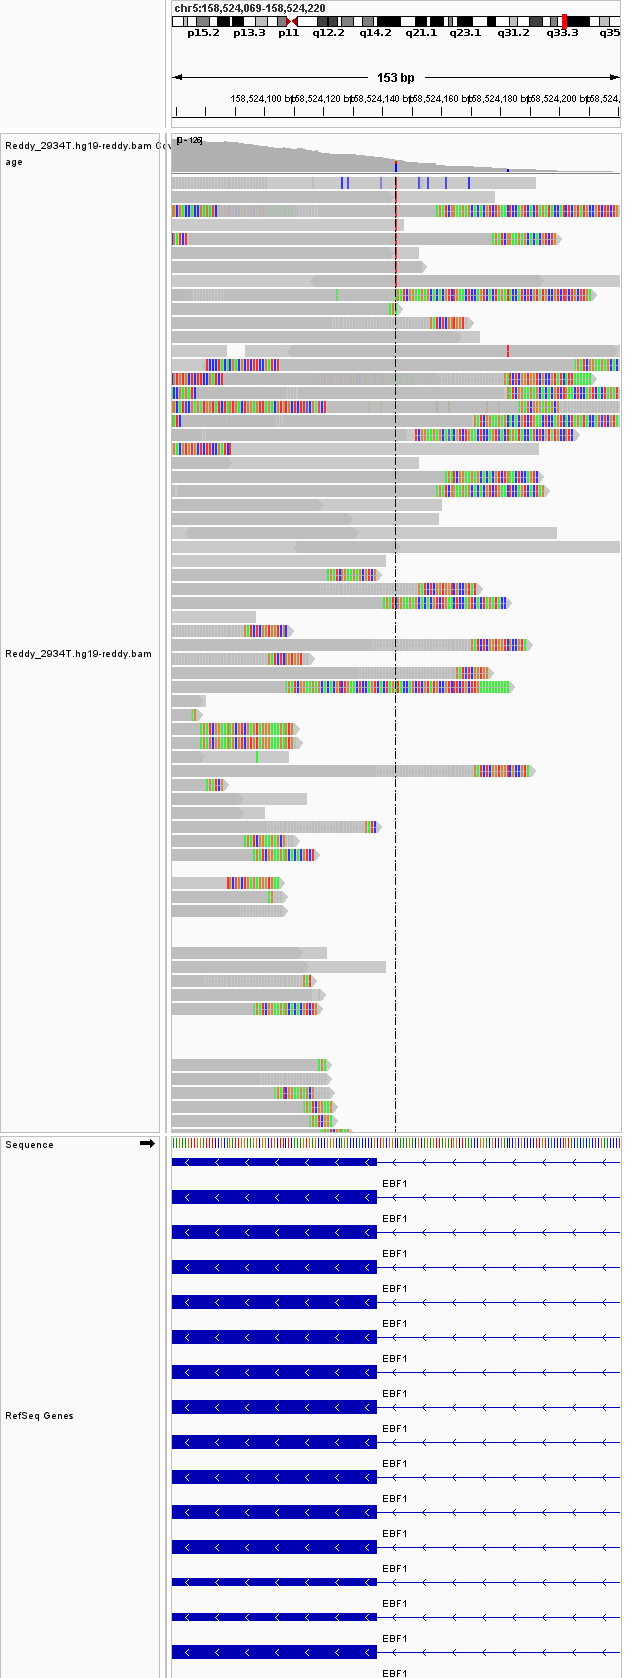 chr5:158,524,069-158,524,220
p15.2 p13.3 p11 q12.2 q14.2 q21.1 q23.1 q31.2 q33.3 q35
153 bp
158,524,100 bp 158,524,120 bp 158,524,140 bp 158,524,160 bp 158,524,180 bp 158,524,200 bp 158,524,
Reddy_2934T.hg19-reddy.bam Cov
age
[0 - 126]
Reddy_2934T.hg19-reddy.bam
Sequence
EBF1
EBF1
EBF1
EBF1
EBF1
EBF1
EBF1
RefSeq Genes
EBF1
EBF1
EBF1
EBF1
EBF1
EBF1
EBF1
EBF1